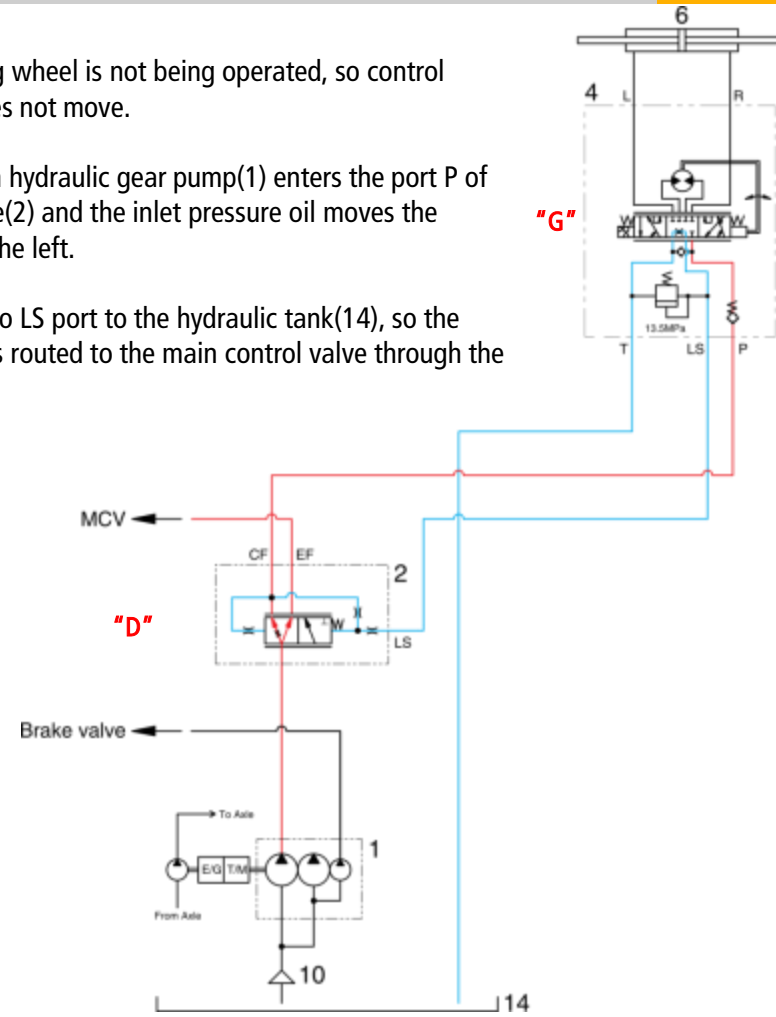 6
g wheel is not being operated, so control
es not move.
4
L
R
n hydraulic gear pump(1) enters the port P of
e(2) and the inlet pressure oil moves the
he left.
"G"
o LS port to the hydraulic tank(14), so the
s routed to the main control valve through the
13.5MPa
T
LS
P
MCV
CF
EF
2
"D"
LS
Brake valve
To Axle
1
E/G
T/M
From Axle
10
14